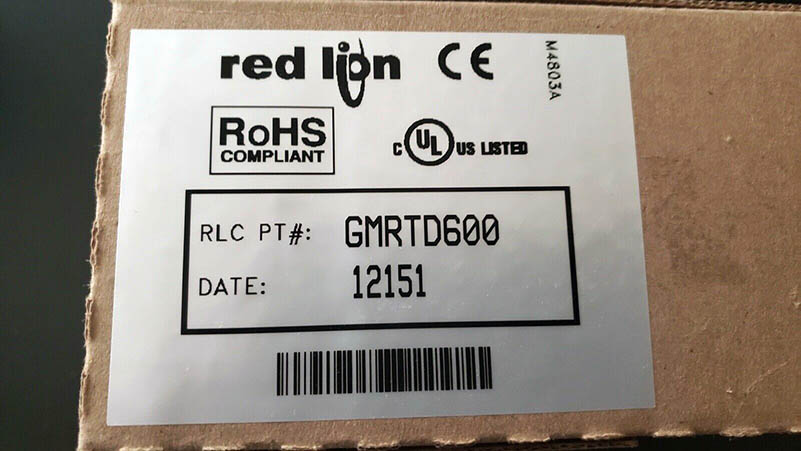 red lion CE
M4803A
RoHS
COMPLIANT
C UL US LISTED
RLC PT#: GMRTD600
DATE: 12151